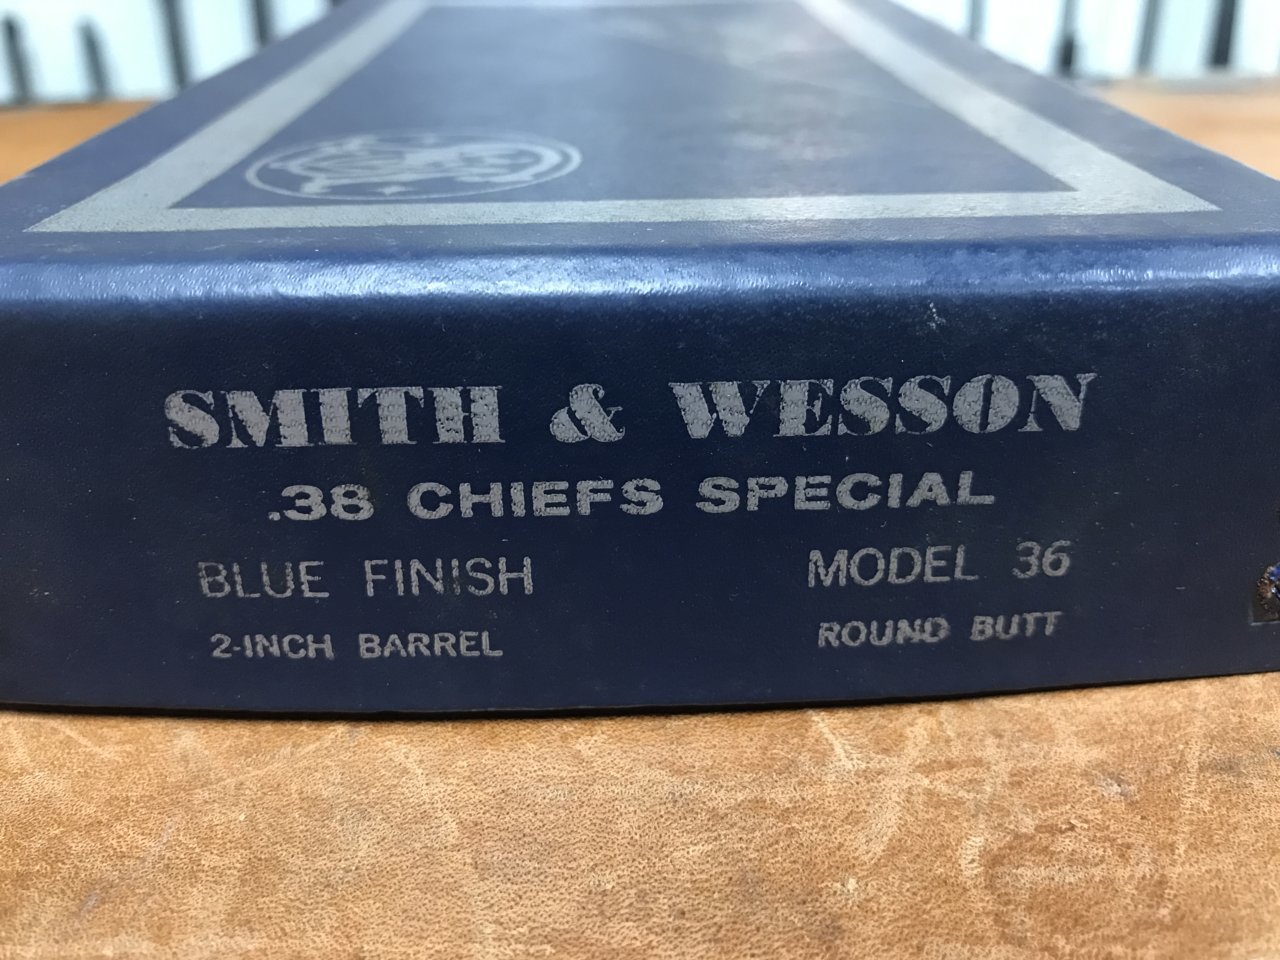 SMITH & WESSON
.38 CHIEFS SPECIAL
BLUE FINISH MODEL 36
2-INCH BARREL ROUND BUTT